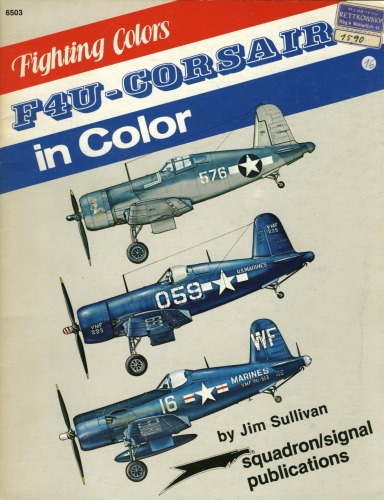 6503
Fighting Colors
F4U-CORSAIR
in Color
RETTKOWSKY
1590
16
576
059
U.S. MARINES
VMF
WF
16
MARINES
by Jim Sullivan
squadron/signal
publications